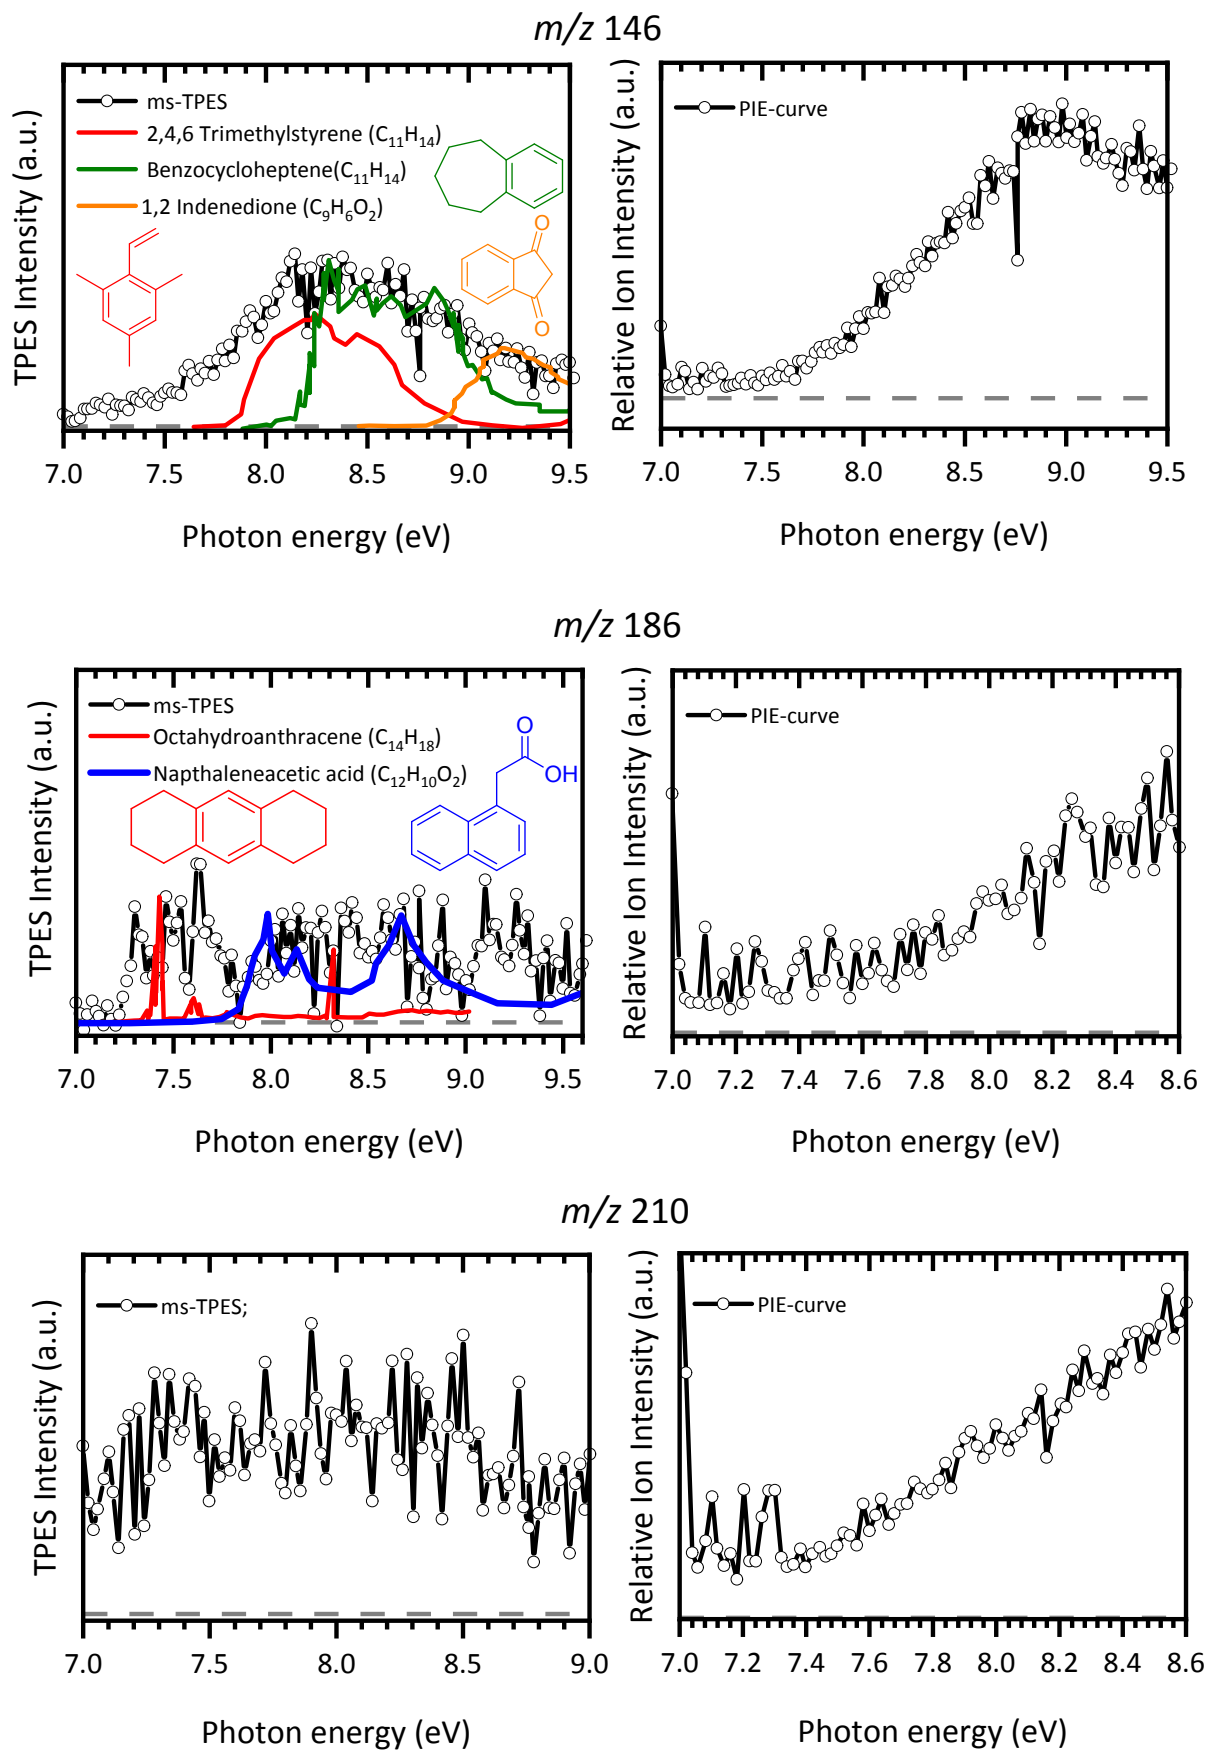 m/z 146
TPES Intensity (a.u.)
ms-TPES
2,4,6 Trimethylstyrene (C₁₁H₁₄)
Benzocycloheptene(C₁₁H₁₄)
1,2 Indenedione (C₉H₆O₂)
O
O
7.0 7.5 8.0 8.5 9.0 9.5
Photon energy (eV)
Relative Ion Intensity (a.u.)
PIE-curve
7.0 7.5 8.0 8.5 9.0 9.5
Photon energy (eV)
m/z 186
TPES Intensity (a.u.)
ms-TPES
Octahydroanthracene (C₁₄H₁₈)
Napthaleneacetic acid (C₁₂H₁₀O₂)
O
OH
7.0 7.5 8.0 8.5 9.0 9.5
Photon energy (eV)
Relative Ion Intensity (a.u.)
PIE-curve
7.0 7.2 7.4 7.6 7.8 8.0 8.2 8.4 8.6
Photon energy (eV)
m/z 210
TPES Intensity (a.u.)
ms-TPES;
7.0 7.5 8.0 8.5 9.0
Photon energy (eV)
Relative Ion Intensity (a.u.)
PIE-curve
7.0 7.2 7.4 7.6 7.8 8.0 8.2 8.4 8.6
Photon energy (eV)